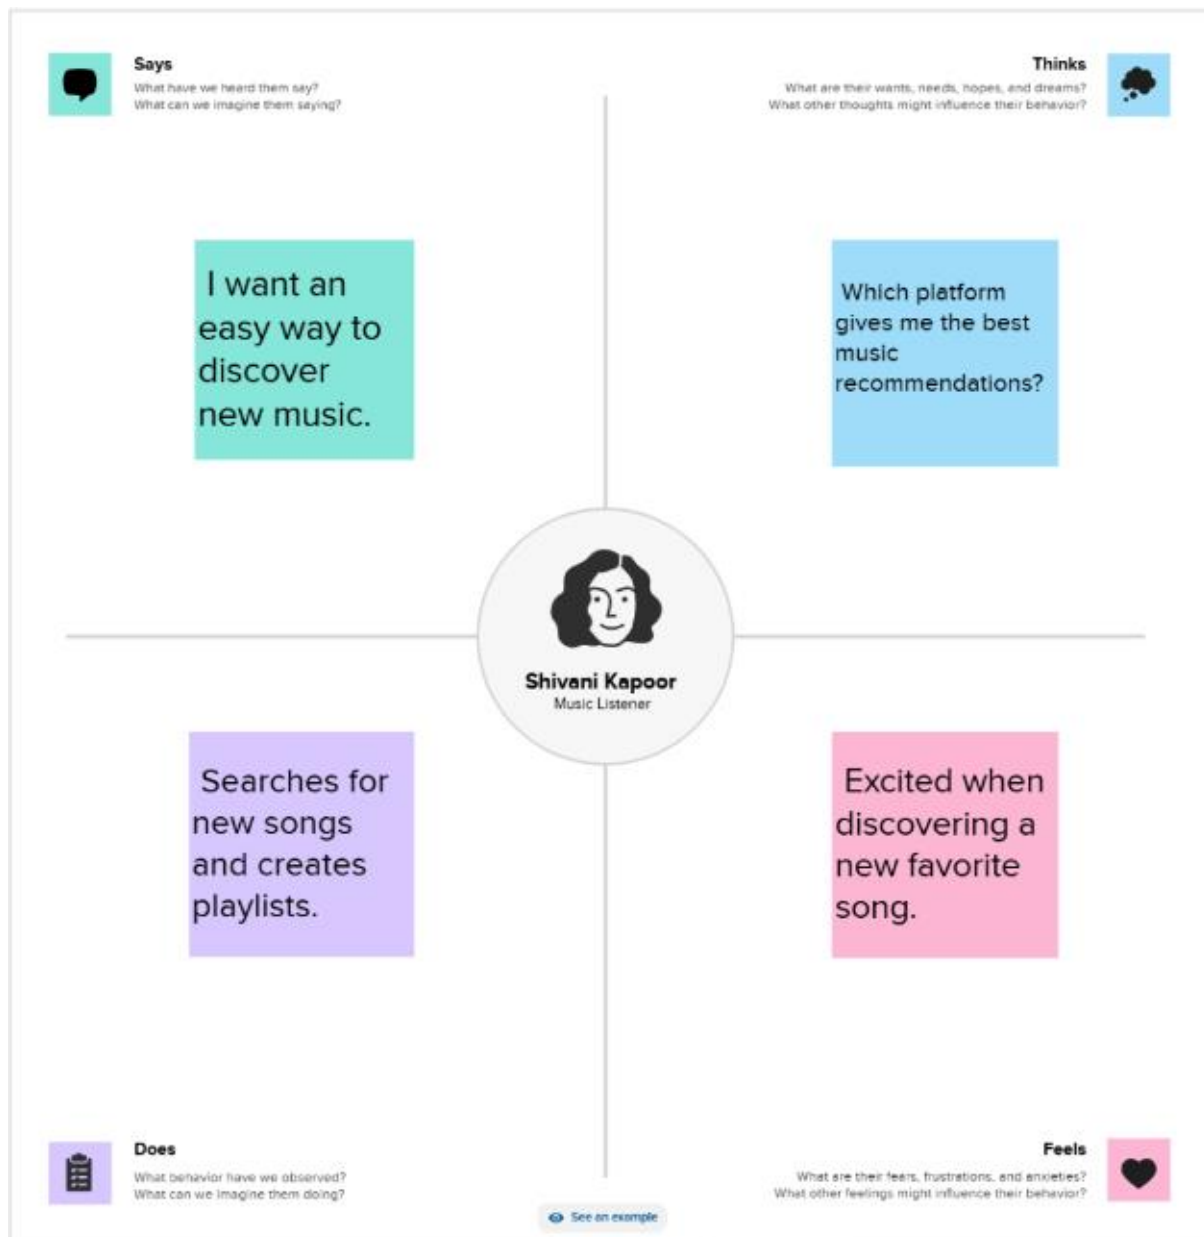 Says
What have we heard them say?
What can we imagine them saying?
Thinks
What are their wants, needs, hopes, and dreams?
What other thoughts might influence their behavior?
I want an
easy way to
discover
new music.
Which platform
gives me the best
music
recommendations?
Shivani Kapoor
Music Listener
Searches for
new songs
and creates
playlists.
Excited when
discovering a
new favorite
song.
Does
What behavior have we observed?
What can we imagine them doing?
Feels
What are their fears, frustrations, and anxieties?
What other feelings might influence their behavior?
See an example